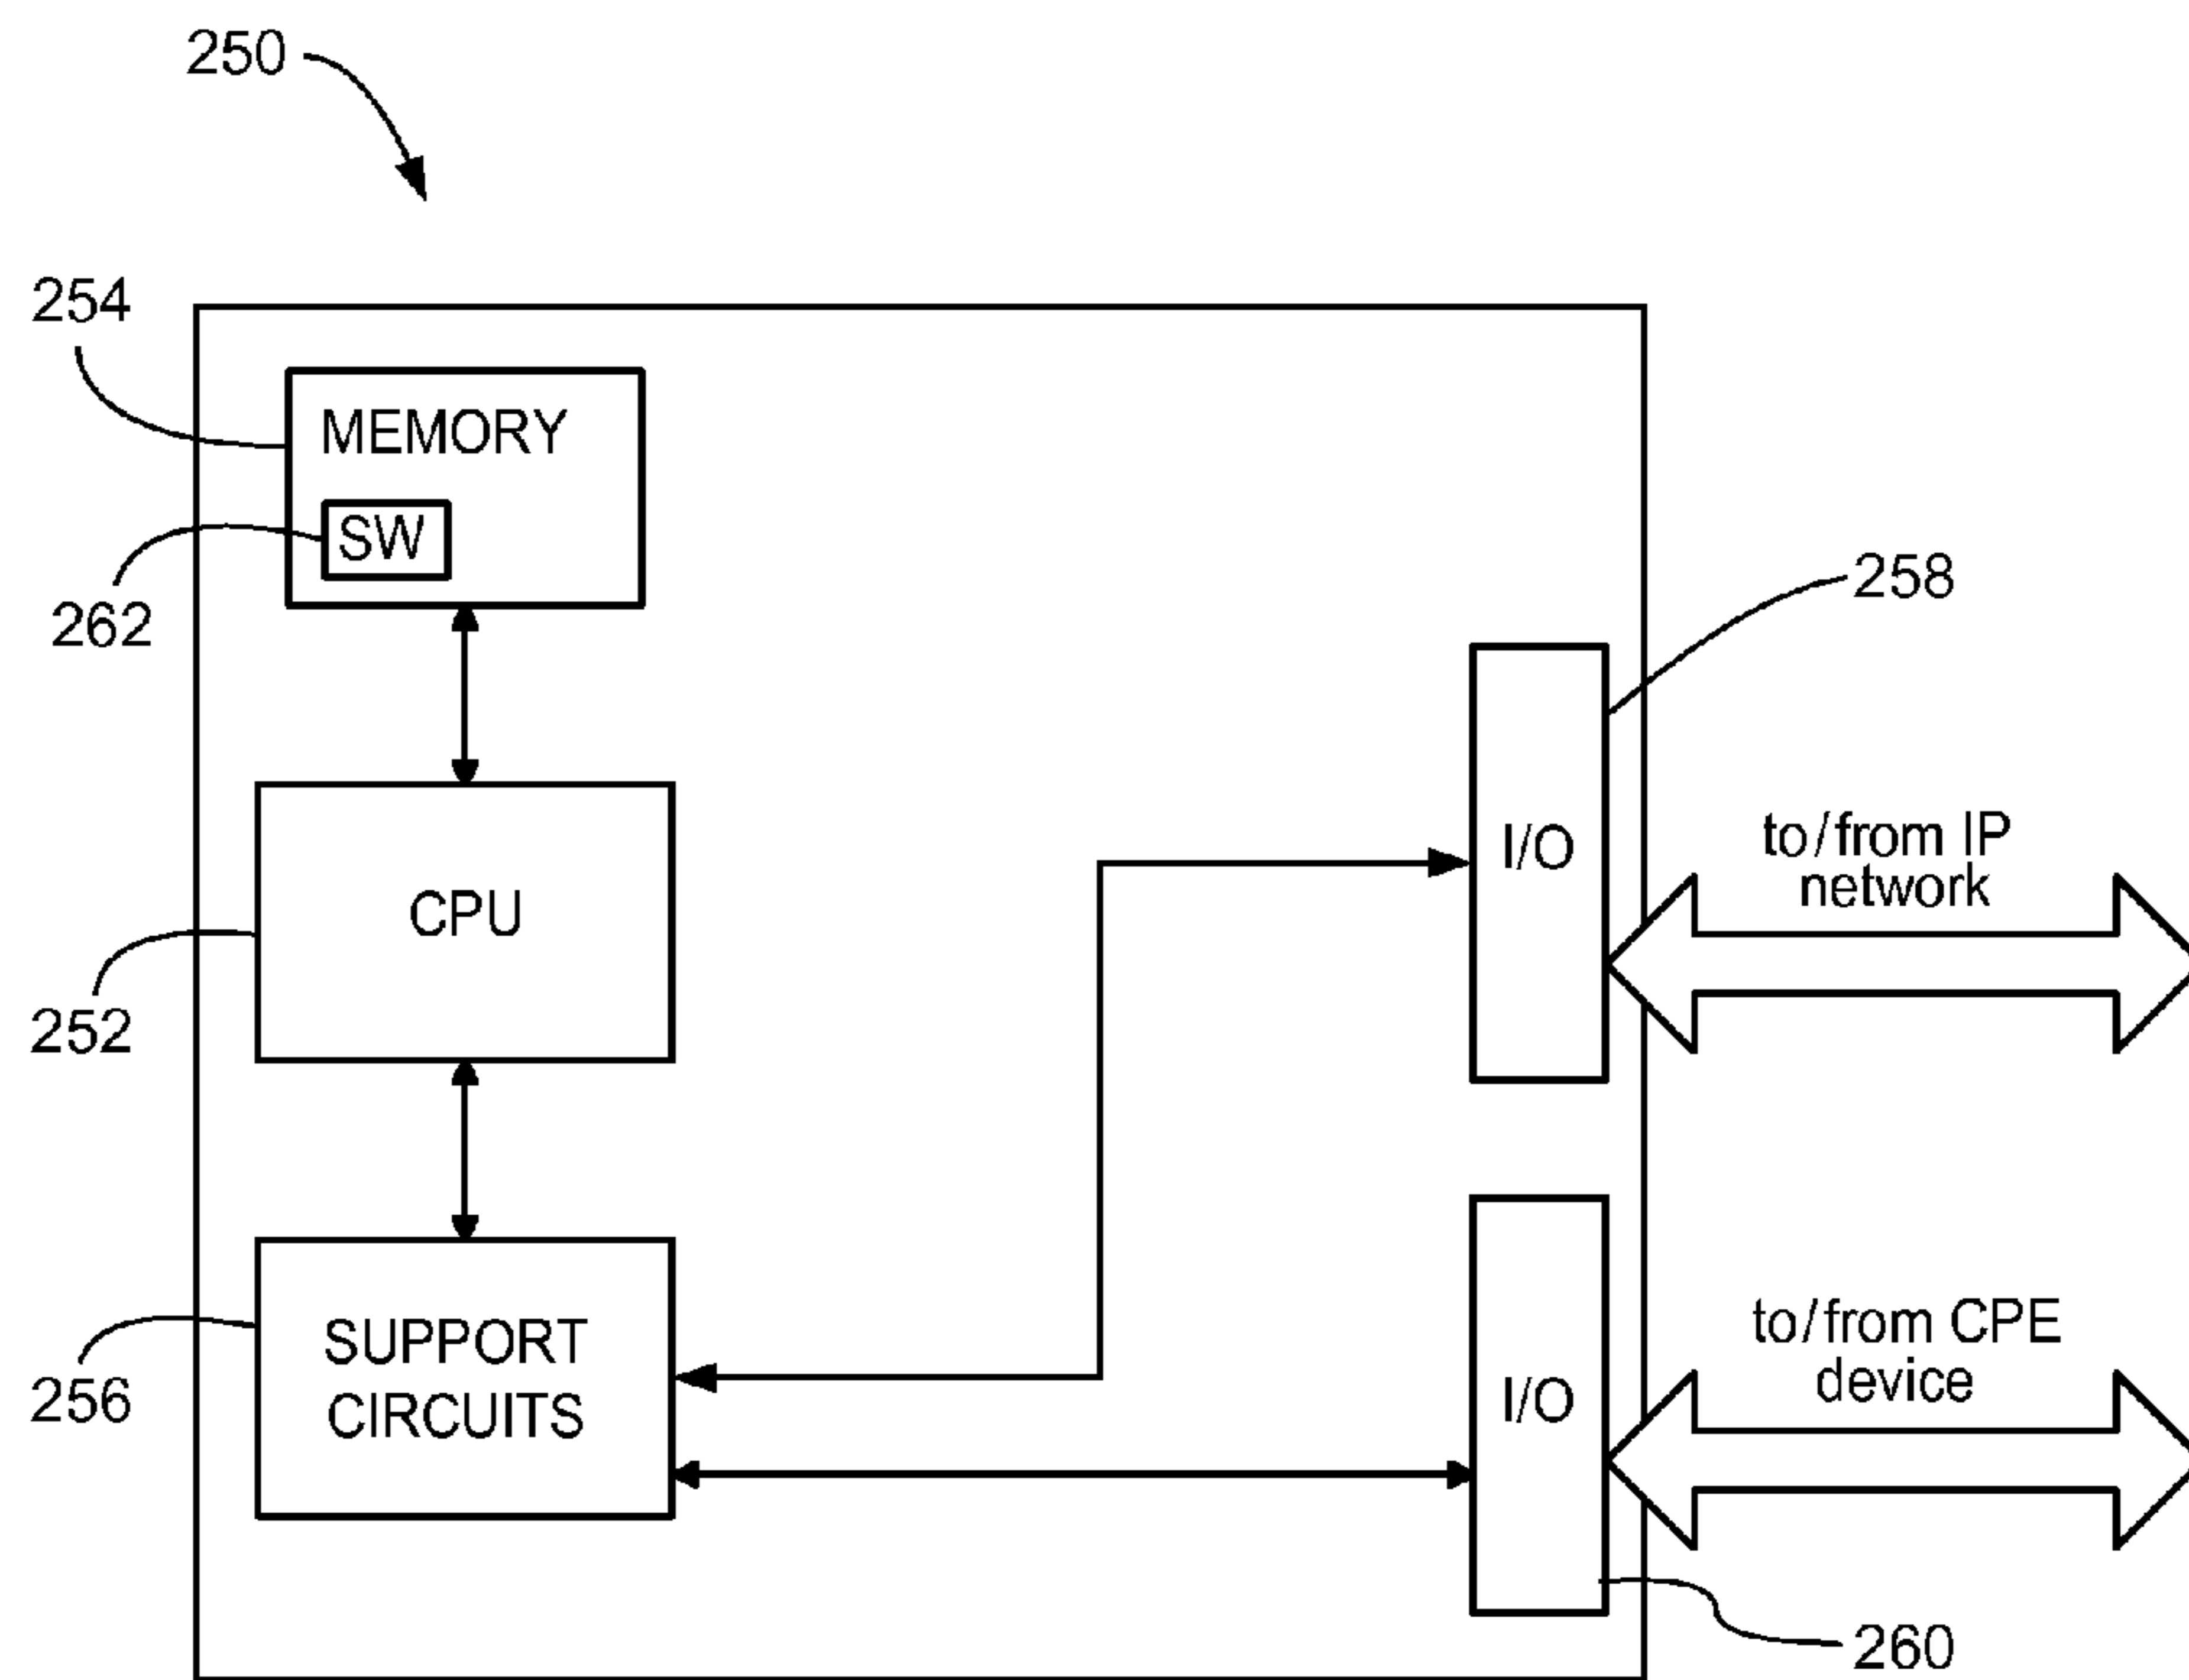 250
254
MEMORY
SW
262
258
I/O
to/from IP
network
CPU
252
SUPPORT
CIRCUITS
256
I/O
to/from CPE
device
260